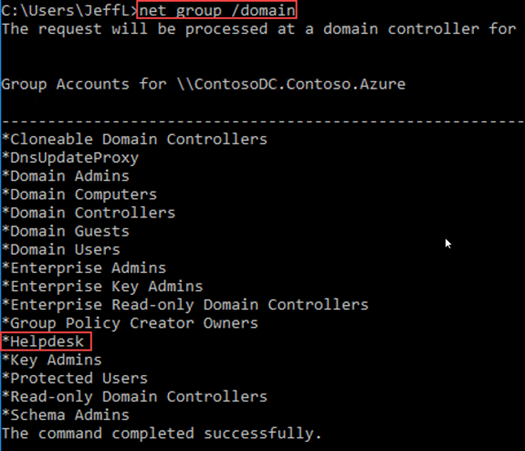 C:\Users\JeffL>net group /domain
The request will be processed at a domain controller for
Group Accounts for \\ContosoDC.Contoso.Azure
-------------------------------------------------------------------------------
*Cloneable Domain Controllers
*DnsUpdateProxy
*Domain Admins
*Domain Computers
*Domain Controllers
*Domain Guests
*Domain Users
*Enterprise Admins
*Enterprise Key Admins
*Enterprise Read-only Domain Controllers
*Group Policy Creator Owners
*Helpdesk
*Key Admins
*Protected Users
*Read-only Domain Controllers
*Schema Admins
The command completed successfully.